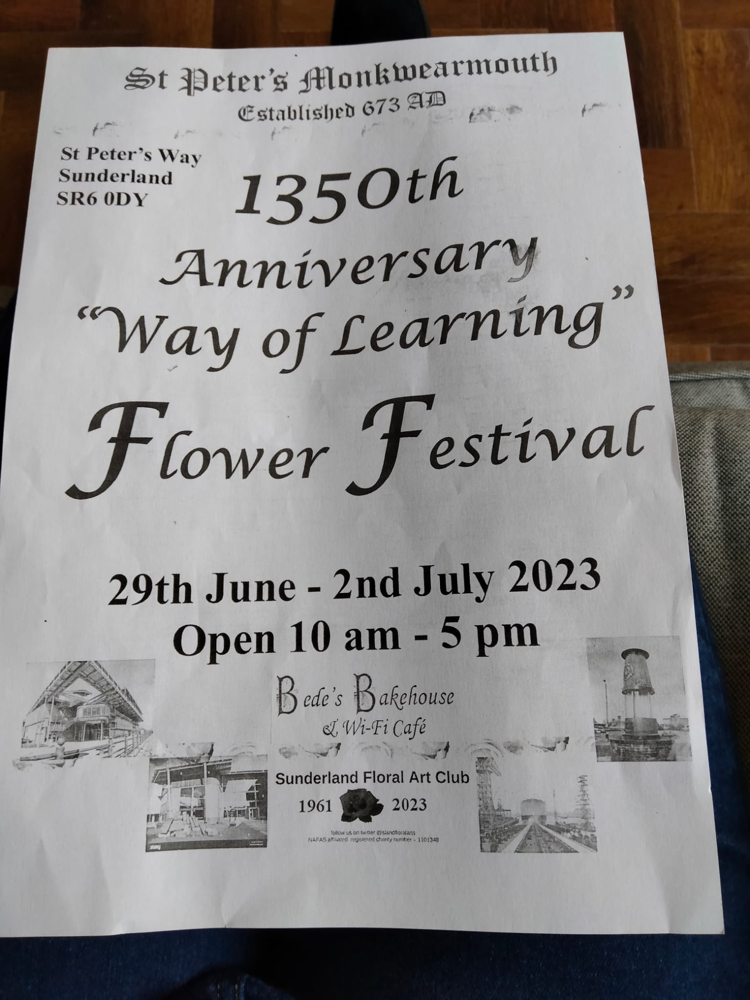 St Peter's Monkwearmouth
Established 673 AD
St Peter's Way
Sunderland
SR6 0DY
1350th
Anniversary
"Way of Learning"
Flower Festival
29th June - 2nd July 2023
Open 10 am - 5 pm
Bede's Bakehouse
& Wi-Fi Café
Sunderland Floral Art Club
1961 2023
follow us on twitter @slandfloralarts
NAFAS affiliated registered charity number - 1101348